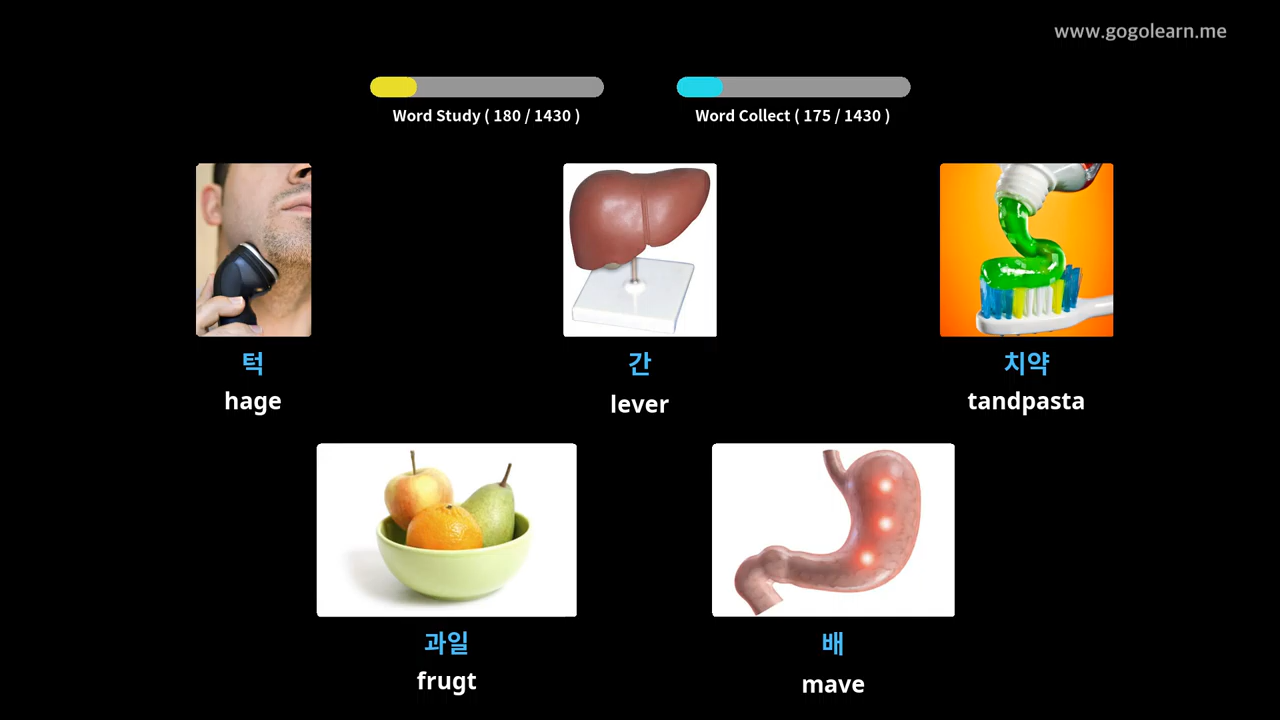 www.gogolearn.me
Word Study ( 180 / 1430 )
Word Collect ( 175 / 1430 )
턱
간
치약
hage
lever
tandpasta
과일
배
frugt
mave